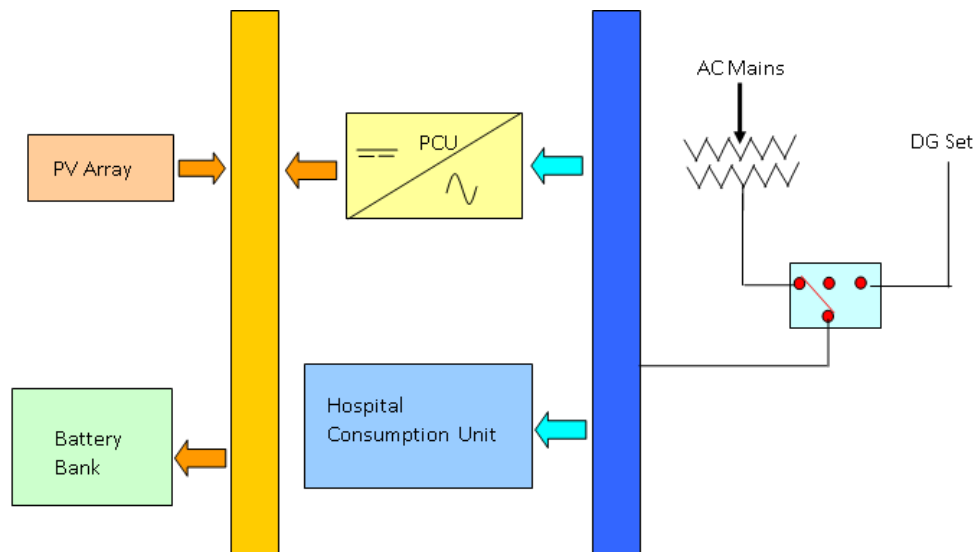 AC Mains
PCU
DG Set
PV Array
Hospital
Consumption Unit
Battery
Bank